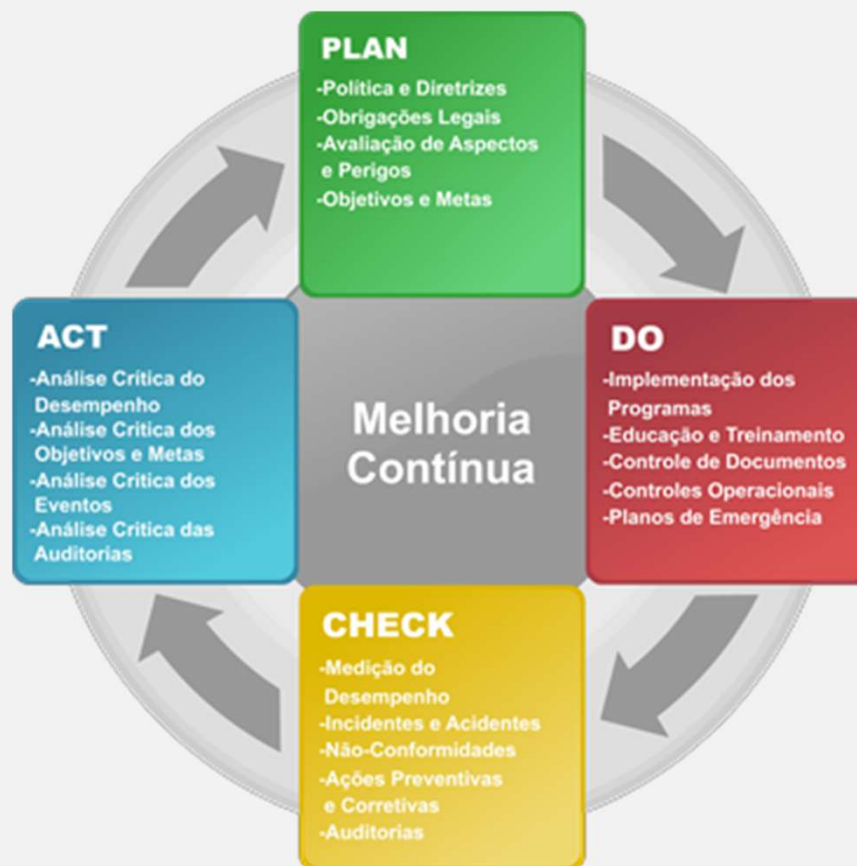 PLAN
-Política e Diretrizes
-Obrigações Legais
-Avaliação de Aspectos
e Perigos
-Objetivos e Metas
ACT
-Análise Crítica do
Desempenho
-Análise Crítica dos
Objetivos e Metas
-Análise Crítica dos
Eventos
-Análise Crítica das
Auditorias
Melhoria
Contínua
DO
-Implementação dos
Programas
-Educação e Treinamento
-Controle de Documentos
-Controles Operacionais
-Planos de Emergência
CHECK
-Medição do
Desempenho
-Incidentes e Acidentes
-Não-Conformidades
-Ações Preventivas
e Corretivas
-Auditorias